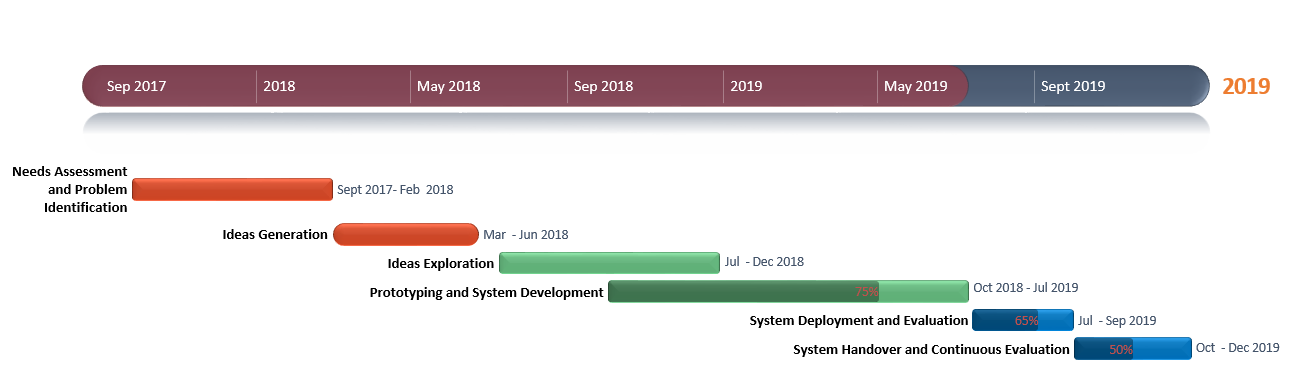 Sep 2017 2018 May 2018 Sep 2018 2019 May 2019 Sept 2019 2019
Needs Assessment
and Problem
Identification
Sept 2017- Feb 2018
Ideas Generation Mar - Jun 2018
Ideas Exploration Jul - Dec 2018
Prototyping and System Development 75% Oct 2018 - Jul 2019
System Deployment and Evaluation 65% Jul - Sep 2019
System Handover and Continuous Evaluation 50% Oct - Dec 2019